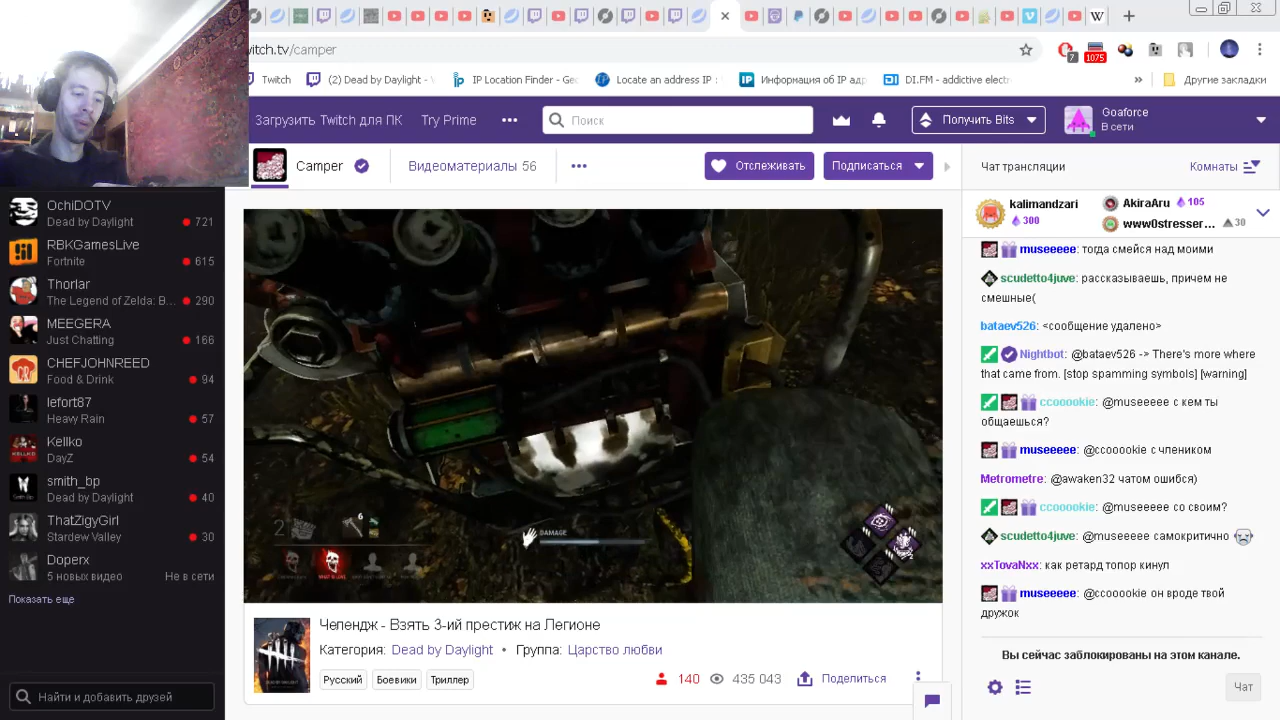 7
1075
vitch.tv/camper
Twitch
(2) Dead by Daylight -
IP Location Finder - Geo
Locate an address IP :
Информация об IP адр
DI.FM - addictive electr
»
Другие закладки
Загрузить Twitch для ПК
Try Prime
Поиск
Получить Bits
Goaforce
В сети
Camper
Видеоматериалы 56
Отслеживать
Подписаться
Чат трансляции
Комнаты
OchiDOTV
Dead by Daylight
721
RBKGamesLive
Fortnite
615
Thorlar
The Legend of Zelda: B...
290
MEEGERA
Just Chatting
166
CHEFJOHNREED
Food & Drink
94
lefort87
Heavy Rain
57
Kellko
DayZ
54
smith_bp
Dead by Daylight
40
ThatZigyGirl
Stardew Valley
30
Doperx
5 новых видео
Не в сети
Показать еще
Найти и добавить друзей
2
6
DAMAGE
Чепендж - Взять 3-ий престиж на Легионе
Категория: Dead by Daylight • Группа: Царство любви
Русский
Боевики
Триллер
140
435 043
Поделиться
kalimandzari
300
AkiraAru 105
www0stresser... 30
museeeee: тогда смейся над моими
scudetto4juve: рассказываешь, причем не
смешные(
bataev526: <сообщение удалено>
Nightbot: @bataev526 -> There's more where
that came from. [stop spamming symbols] [warning]
ccooookie: @museeeee с кем ты
общаешься?
museeeee: @ccooookie с члеником
Metrometre: @awaken32 чатом ошибся)
ccooookie: @museeeee со своим?
scudetto4juve: @museeeee самокритично
xxTovaNxx: как ретард топор кинул
museeeee: @ccooookie он вроде твой
дружок
Вы сейчас заблокированы на этом канале.
Чат